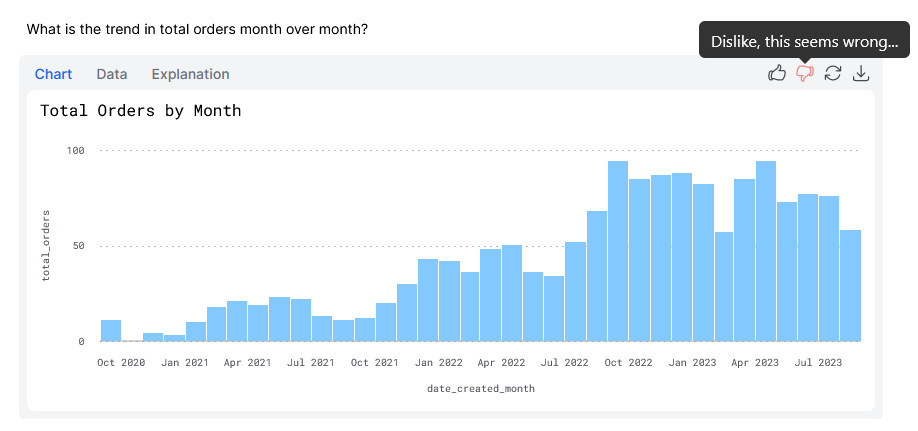 What is the trend in total orders month over month?
Dislike, this seems wrong...
Chart Data Explanation
Total Orders by Month
100
50
0
total_orders
Oct 2020 Jan 2021 Apr 2021 Jul 2021 Oct 2021 Jan 2022 Apr 2022 Jul 2022 Oct 2022 Jan 2023 Apr 2023 Jul 2023
date_created_month